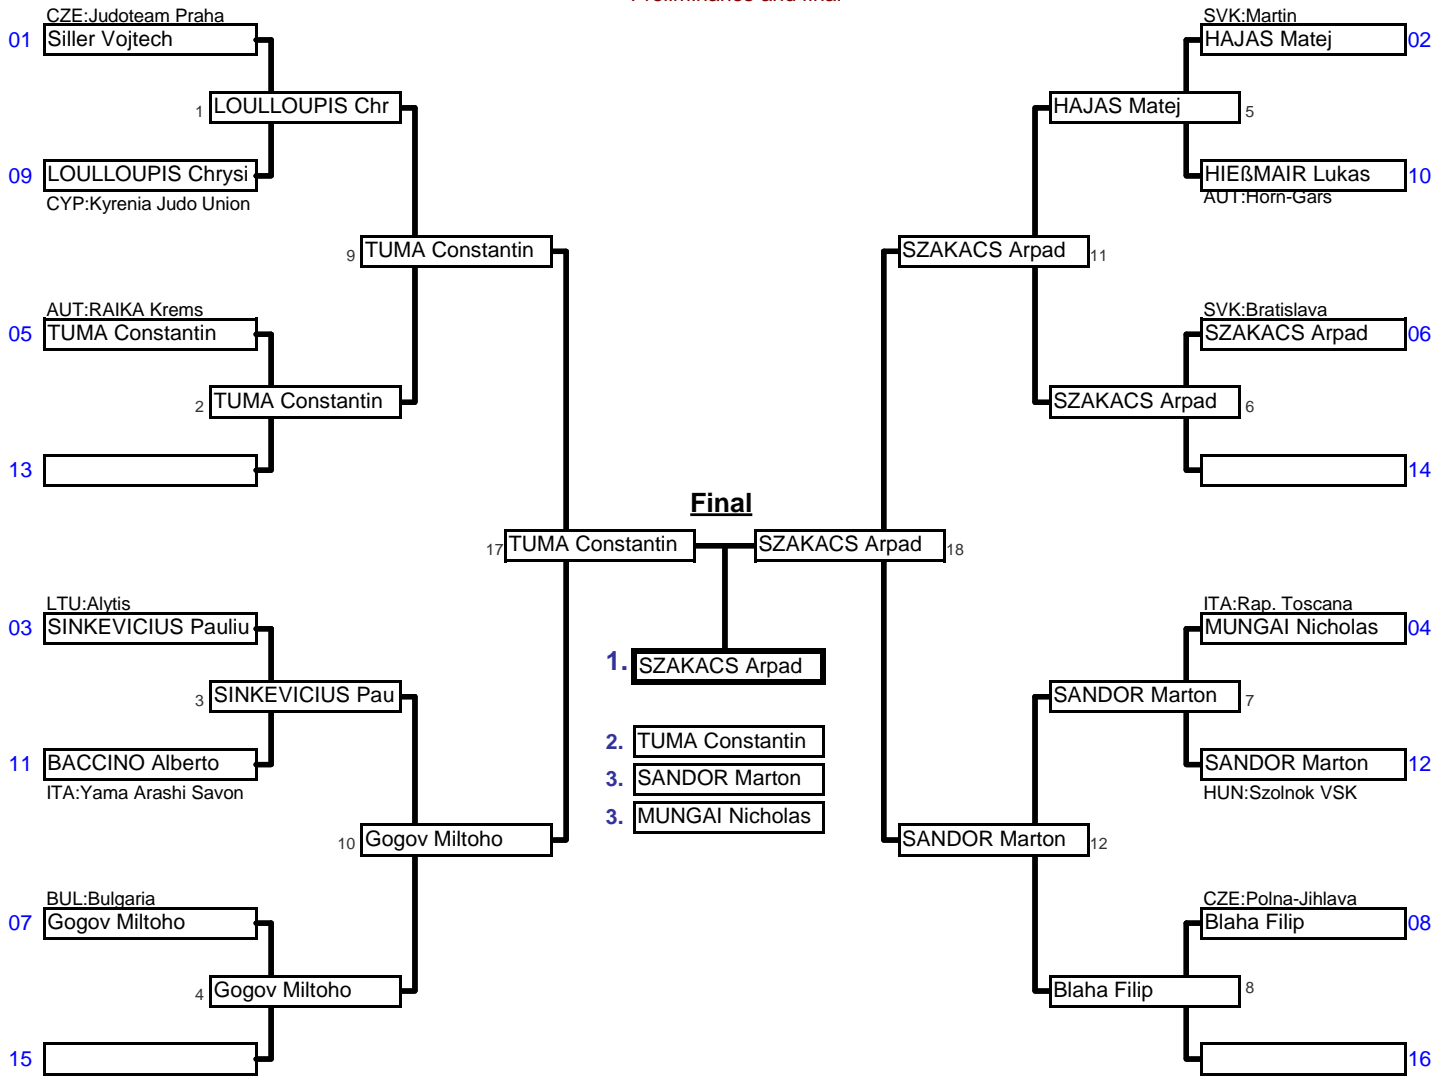 Preliminaries and final
CZE:Judoteam Praha
01 Siller Vojtech
1 LOULLOUPIS Chr
09 LOULLOUPIS Chrysi
CYP:Kyrenia Judo Union
9 TUMA Constantin
AUT:RAIKA Krems
05 TUMA Constantin
2 TUMA Constantin
13
17 TUMA Constantin
LTU:Alytis
03 SINKEVICIUS Pauliu
3 SINKEVICIUS Pau
11 BACCINO Alberto
ITA:Yama Arashi Savon
10 Gogov Miltoho
BUL:Bulgaria
07 Gogov Miltoho
4 Gogov Miltoho
15
Final
1. SZAKACS Arpad
2. TUMA Constantin
3. SANDOR Marton
3. MUNGAI Nicholas
SVK:Martin
HAJAS Matej 02
HAJAS Matej 5
HIEßMAIR Lukas 10
AUT:Horn-Gars
SZAKACS Arpad 11
SVK:Bratislava
SZAKACS Arpad 06
SZAKACS Arpad 6
14
SZAKACS Arpad 18
ITA:Rap. Toscana
MUNGAI Nicholas 04
SANDOR Marton 7
SANDOR Marton 12
HUN:Szolnok VSK
SANDOR Marton 12
CZE:Polna-Jihlava
Blaha Filip 08
Blaha Filip 8
16